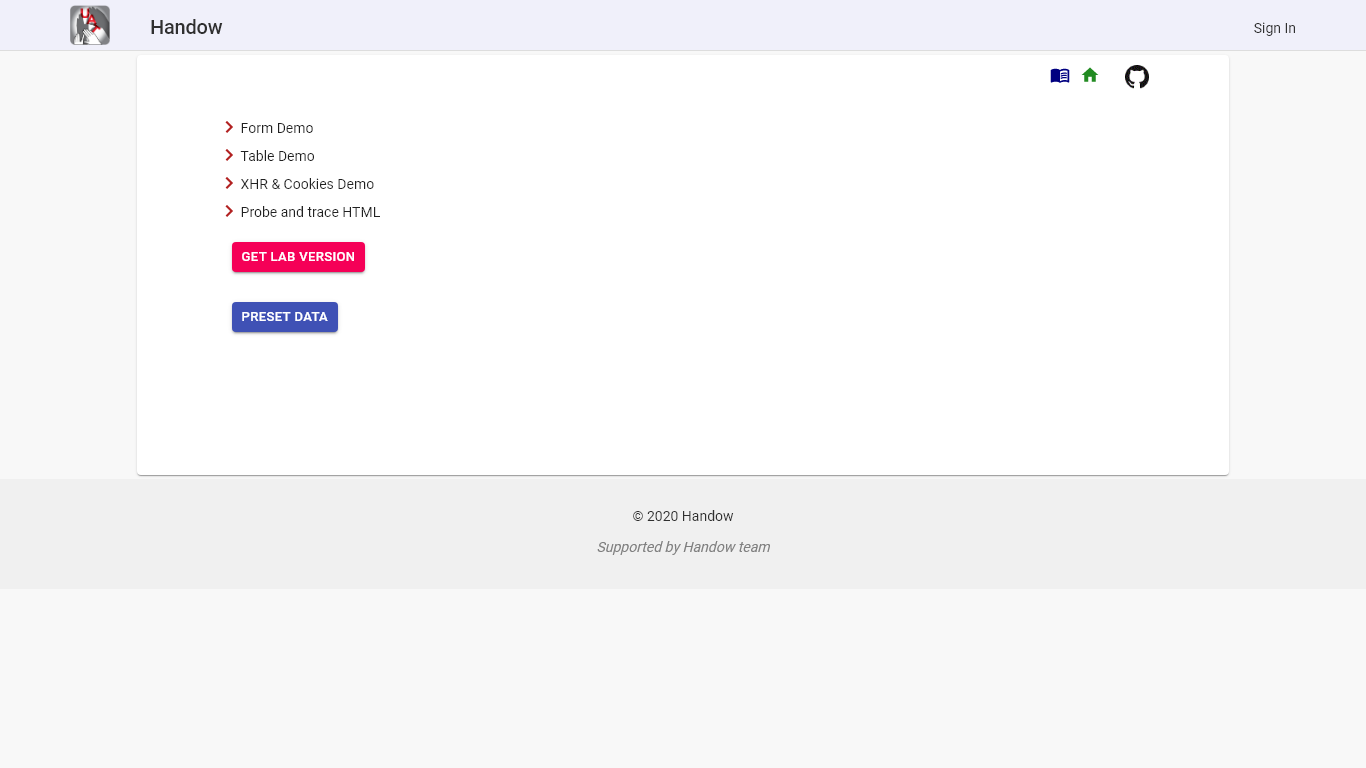 Handow
Sign In
Form Demo
Table Demo
XHR & Cookies Demo
Probe and trace HTML
GET LAB VERSION
PRESET DATA
© 2020 Handow
Supported by Handow team